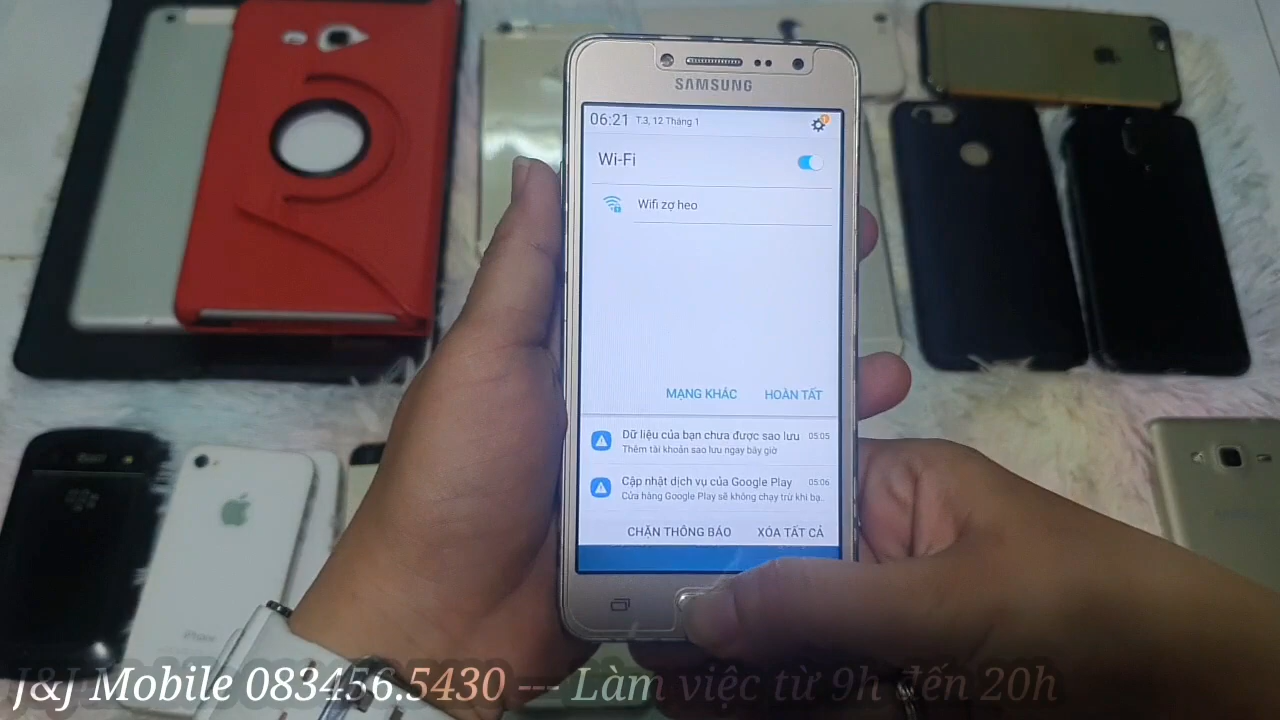 SAMSUNG
06:21 T.3, 12 Tháng 1
Wi-Fi
Wifi zợ heo
MẠNG KHÁC HOÀN TẤT
Dữ liệu của bạn chưa được sao lưu 05:05
Thêm tài khoản sao lưu ngay bây giờ
Cập nhật dịch vụ của Google Play 05:06
Cửa hàng Google Play sẽ không chạy trừ khi bạ..
CHẶN THÔNG BÁO XÓA TẤT CẢ
iPhone
J&J Mobile 083456.5430 --- Làm việc từ 9h đến 20h